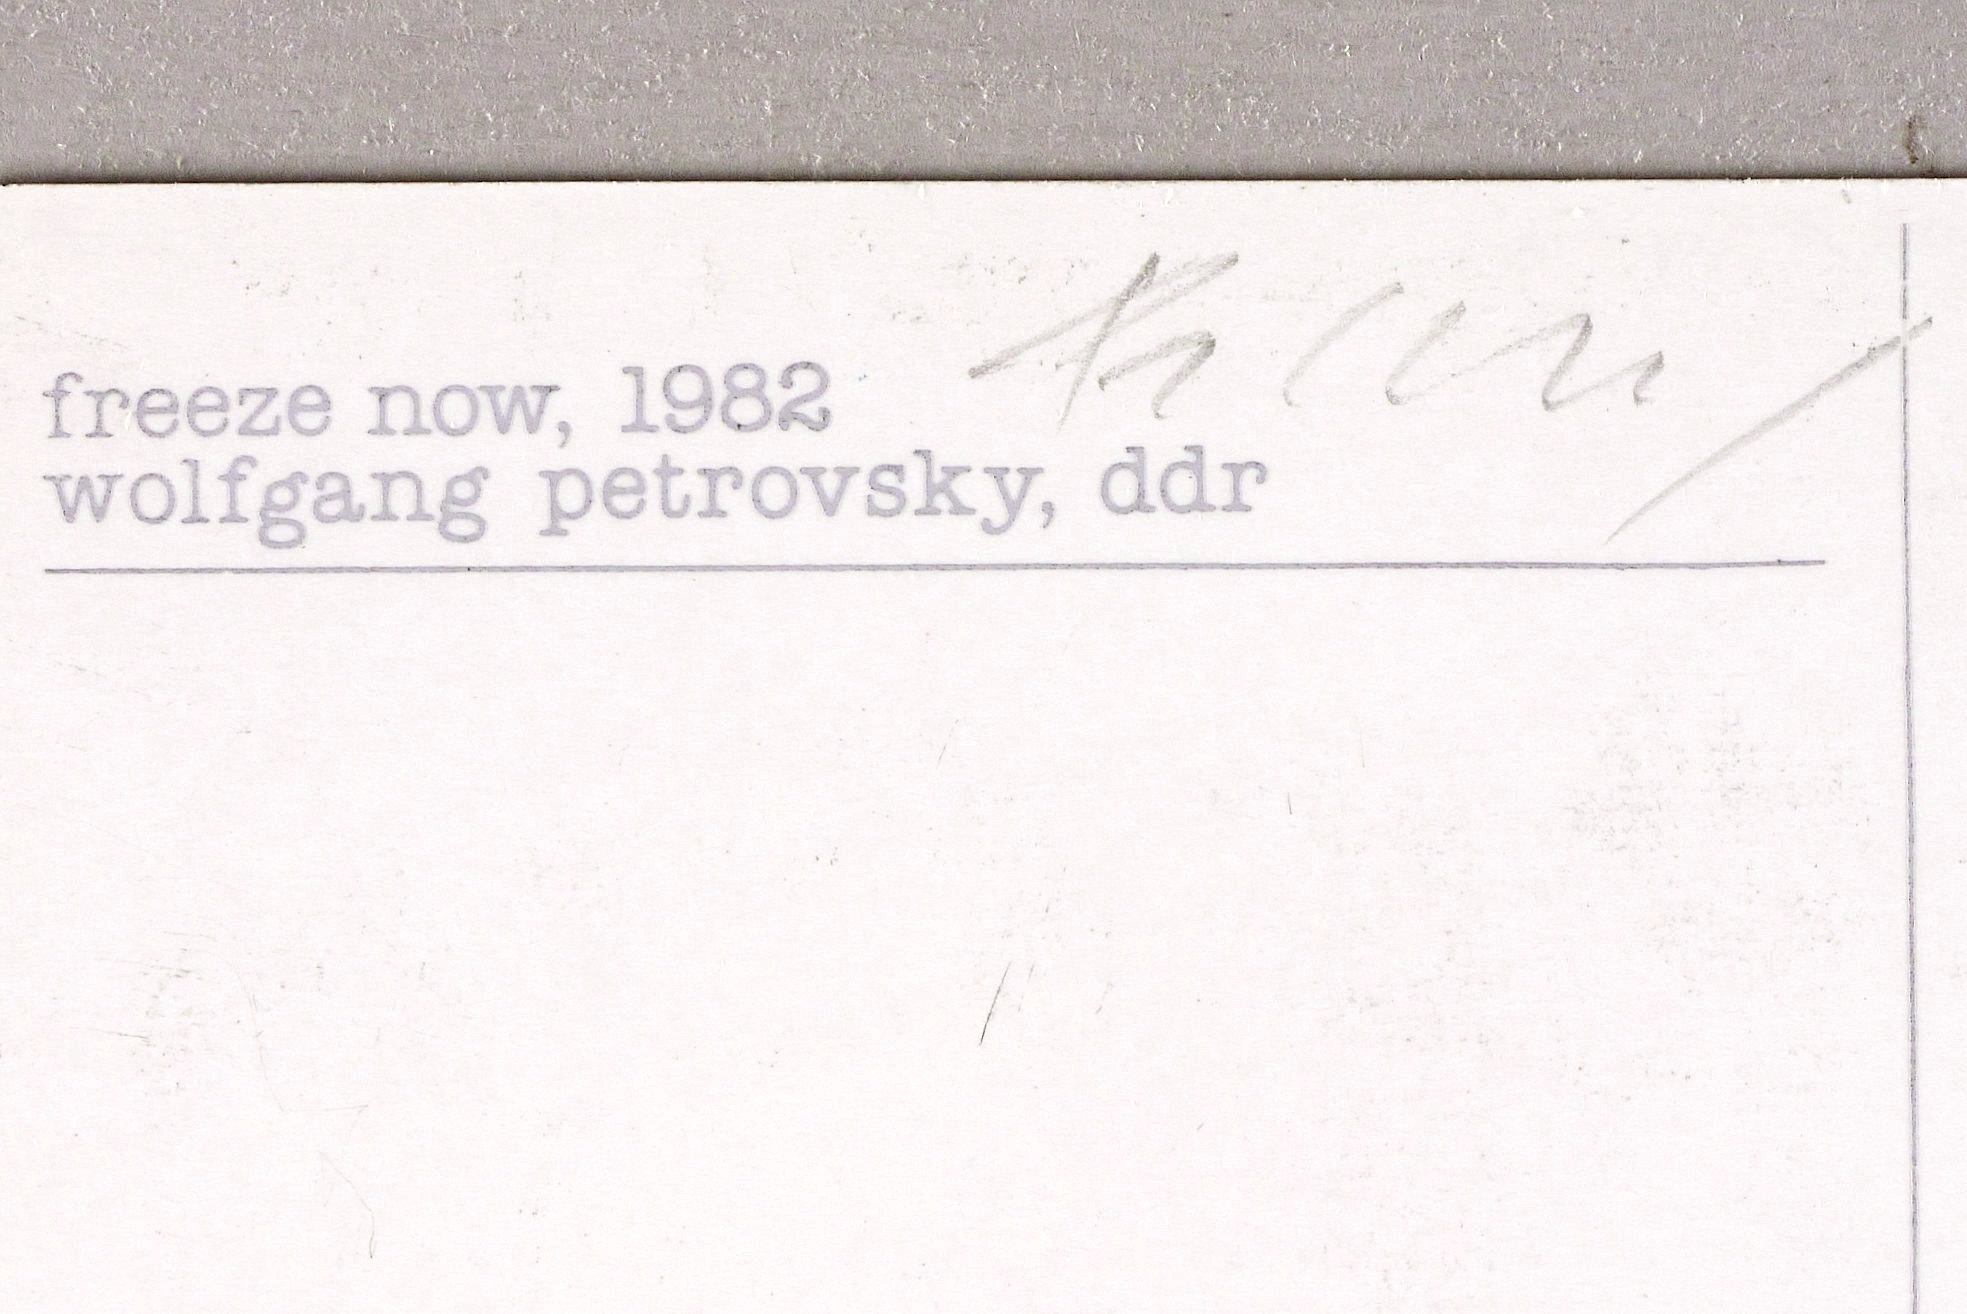 freeze now, 1982
wolfgang petrovsky, ddr